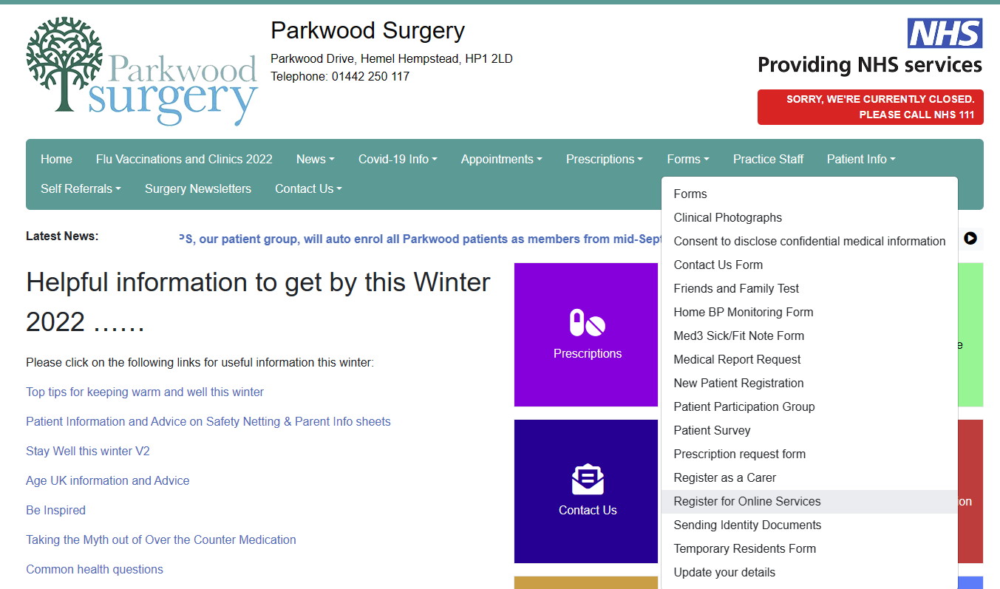 Parkwood
surgery
Parkwood Surgery
Parkwood Drive, Hemel Hempstead, HP1 2LD
Telephone: 01442 250 117
NHS
Providing NHS services
SORRY, WE'RE CURRENTLY CLOSED.
PLEASE CALL NHS 111
Home Flu Vaccinations and Clinics 2022 News Covid-19 Info Appointments Prescriptions Forms Practice Staff Patient Info
Self Referrals Surgery Newsletters Contact Us
Latest News:
PS, our patient group, will auto enrol all Parkwood patients as members from mid-Sept
Helpful information to get by this Winter
2022 ……
Please click on the following links for useful information this winter:
Top tips for keeping warm and well this winter
Patient Information and Advice on Safety Netting & Parent Info sheets
Stay Well this winter V2
Age UK information and Advice
Be Inspired
Taking the Myth out of Over the Counter Medication
Common health questions
Prescriptions
Contact Us
Forms
Clinical Photographs
Consent to disclose confidential medical information
Contact Us Form
Friends and Family Test
Home BP Monitoring Form
Med3 Sick/Fit Note Form
Medical Report Request
New Patient Registration
Patient Participation Group
Patient Survey
Prescription request form
Register as a Carer
Register for Online Services
Sending Identity Documents
Temporary Residents Form
Update your details